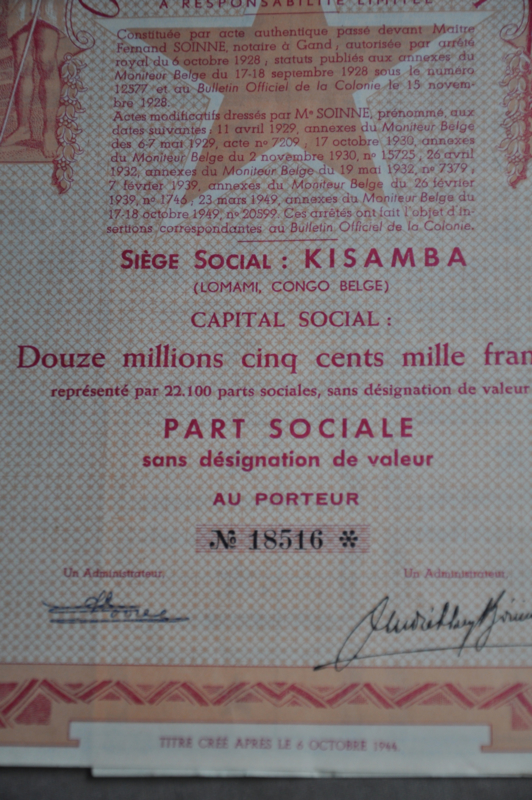 A RESPONSABILITÉ LIMITÉE
Constituée par acte authentique passé devant Maître
Fernand SOINNE, notaire à Gand, autorisée par arrêté
royal du 6 octobre 1928, statuts publiés aux annexes du
Moniteur Belge du 17-18 septembre 1928 sous le numéro
12577 et au Bulletin Officiel de la Colonie le 15 novem-
bre 1928.
Actes modificatifs dressés par Me SOINNE, prénommé, aux
dates suivantes : 11 avril 1929, annexes du Moniteur Belge
des 6-7 mai 1929, acte no 7209, 17 octobre 1930, annexes
du Moniteur Belge du 2 novembre 1930, no 15725, 26 avril
1932, annexes du Moniteur Belge du 19 mai 1932, no 7379,
7 février 1939, annexes du Moniteur Belge du 26 février
1939, no 1746, 23 mars 1949, annexes du Moniteur Belge du
17-18 octobre 1949, no 20599. Ces arrêtés ont fait l'objet d'in-
sertions correspondantes au Bulletin Officiel de la Colonie.
SIÈGE SOCIAL : KISAMBA
(LOMAMI, CONGO BELGE)
CAPITAL SOCIAL :
Douze millions cinq cents mille fran
représenté par 22.100 parts sociales, sans désignation de valeur
PART SOCIALE
sans désignation de valeur
AU PORTEUR
No 18516 *
Un Administrateur,
Un Administrateur,
TITRE CRÉÉ APRÈS LE 6 OCTOBRE 1944.